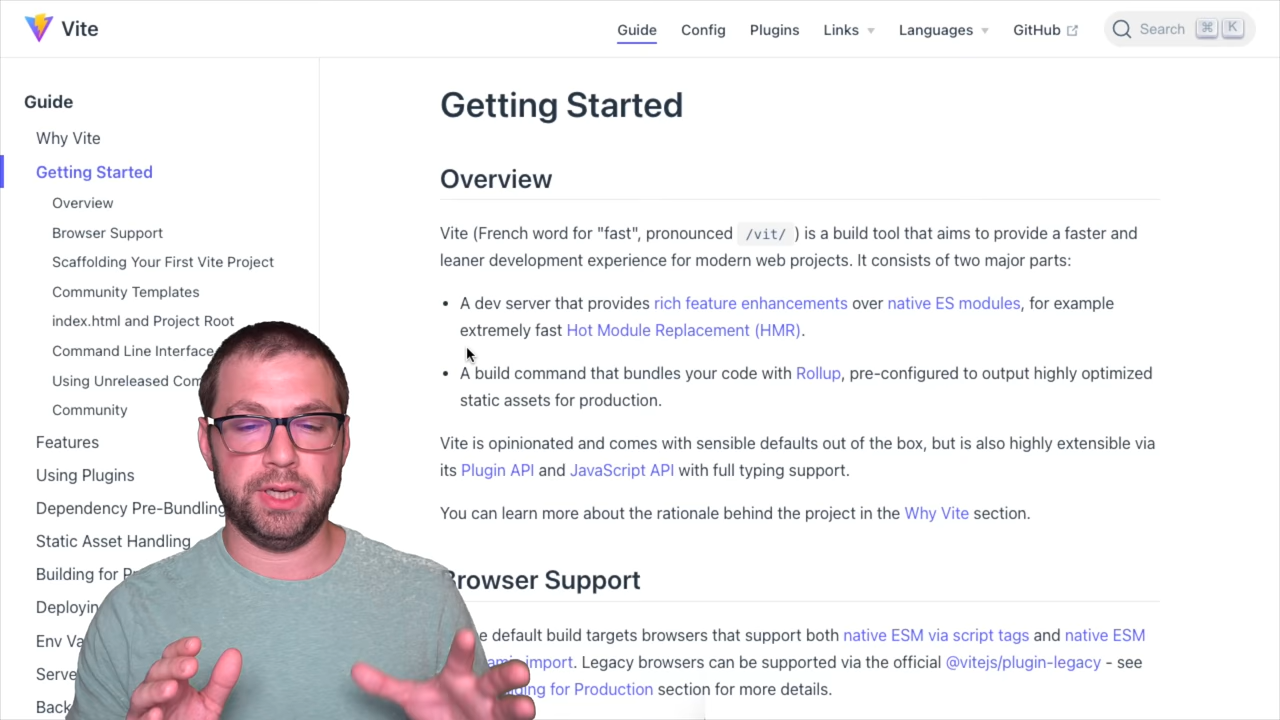 Vite
Guide
Config
Plugins
Links
Languages
GitHub
Search
⌘
K
Guide
Why Vite
Getting Started
Overview
Browser Support
Scaffolding Your First Vite Project
Community Templates
index.html and Project Root
Command Line Interface
Using Unreleased Com
Community
Features
Using Plugins
Dependency Pre-Bundling
Static Asset Handling
Building for
Deploying
Env
Serve
Back
Getting Started
Overview
Vite (French word for "fast", pronounced /vit/ ) is a build tool that aims to provide a faster and
leaner development experience for modern web projects. It consists of two major parts:
• A dev server that provides rich feature enhancements over native ES modules, for example
extremely fast Hot Module Replacement (HMR).
• A build command that bundles your code with Rollup, pre-configured to output highly optimized
static assets for production.
Vite is opinionated and comes with sensible defaults out of the box, but is also highly extensible via
its Plugin API and JavaScript API with full typing support.
You can learn more about the rationale behind the project in the Why Vite section.
Browser Support
default build targets browsers that support both native ESM via script tags and native ESM
import. Legacy browsers can be supported via the official @vitejs/plugin-legacy - see
for Production section for more details.